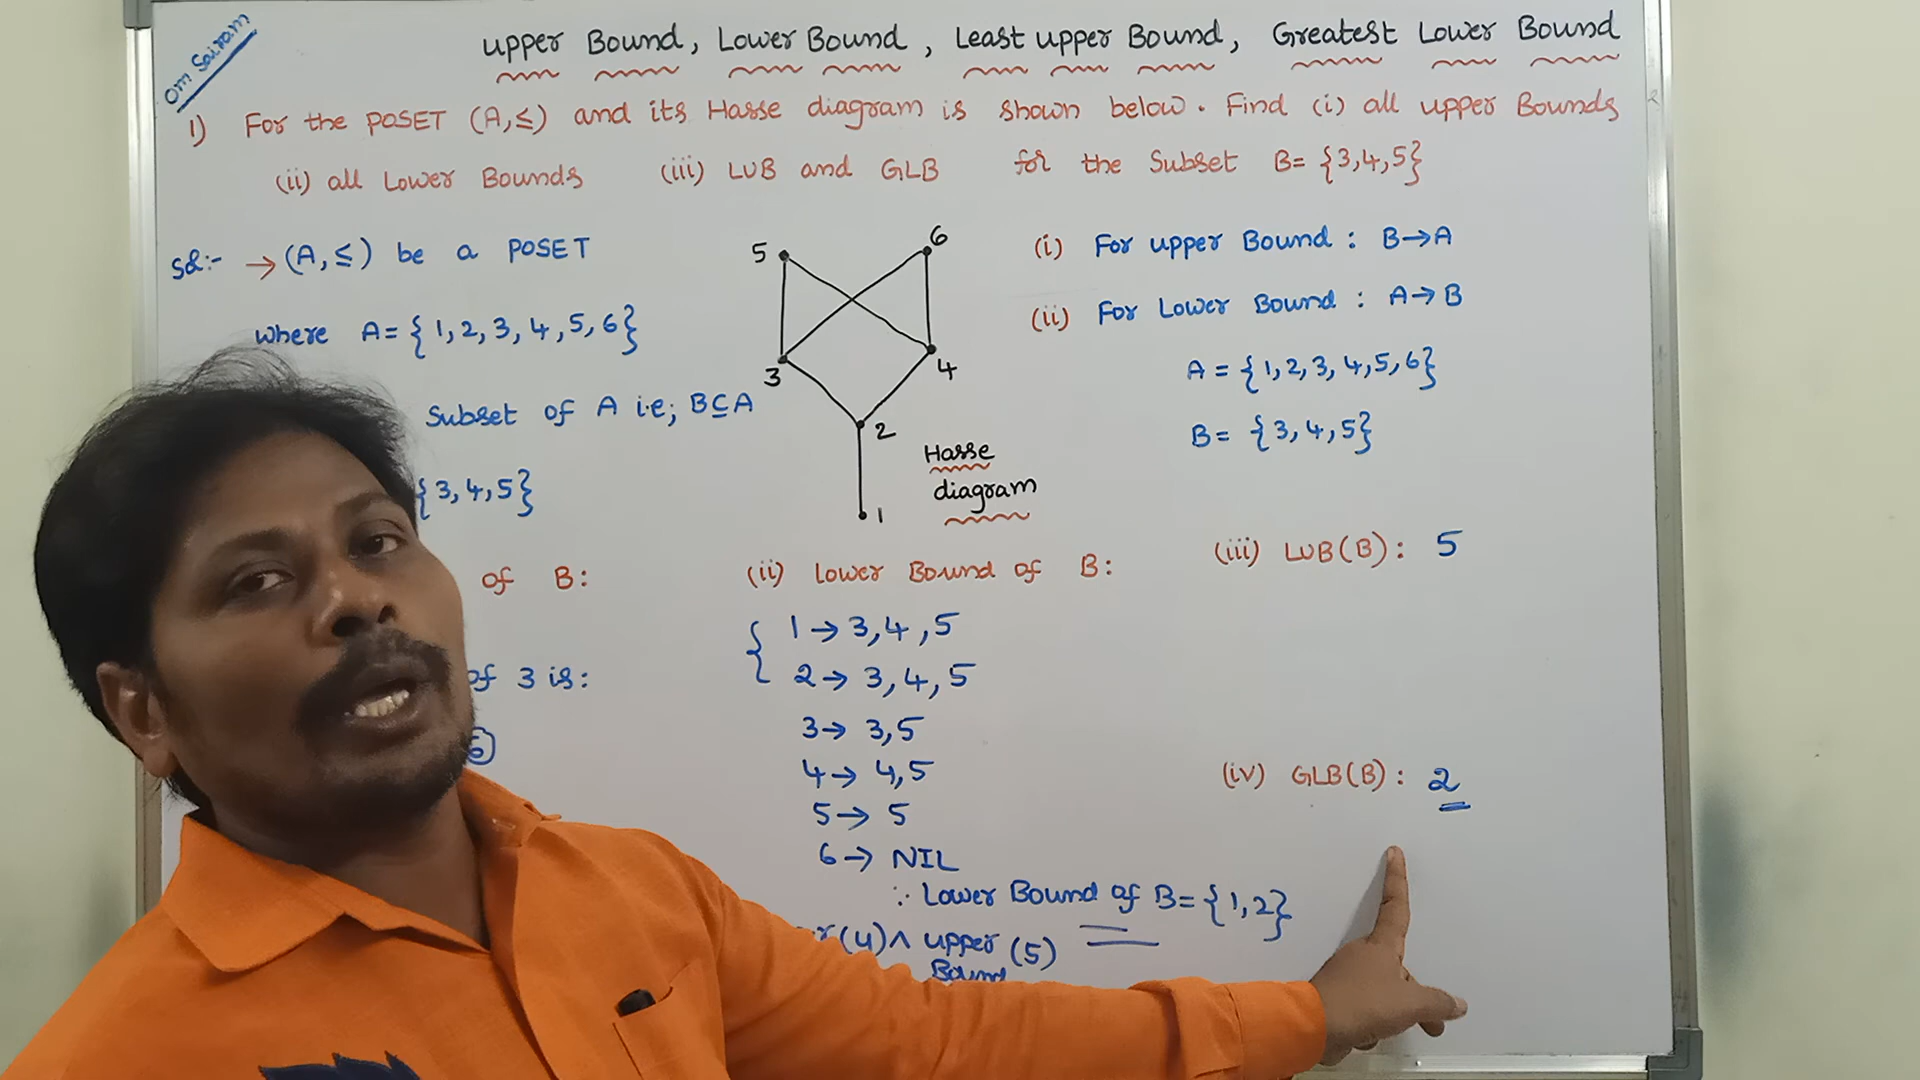 Om Sairam
upper Bound, Lower Bound, Least upper Bound, Greatest Lower Bound
1) For the POSET (A,≤) and its Hasse diagram is shown below. Find (i) all upper Bounds
(ii) all Lower Bounds (iii) LUB and GLB for the Subset B= {3,4,5}
Sol:- → (A,≤) be a POSET
where A= {1,2,3,4,5,6}
Subset of A i.e; B⊆A
{3,4,5}
5
6
3
4
2
1
Hasse
diagram
(i) For upper Bound : B→A
(ii) For Lower Bound : A→B
A = {1,2,3,4,5,6}
B= {3,4,5}
of B:
of 3 is:
6
(ii) Lower Bound of B:
1→3,4,5
2→3,4,5
3→3,5
4→4,5
5→5
6→NIL
∴ Lower Bound of B= {1,2}
(4)∧ upper (5)
Bound
(iii) LUB(B): 5
(iv) GLB(B): 2